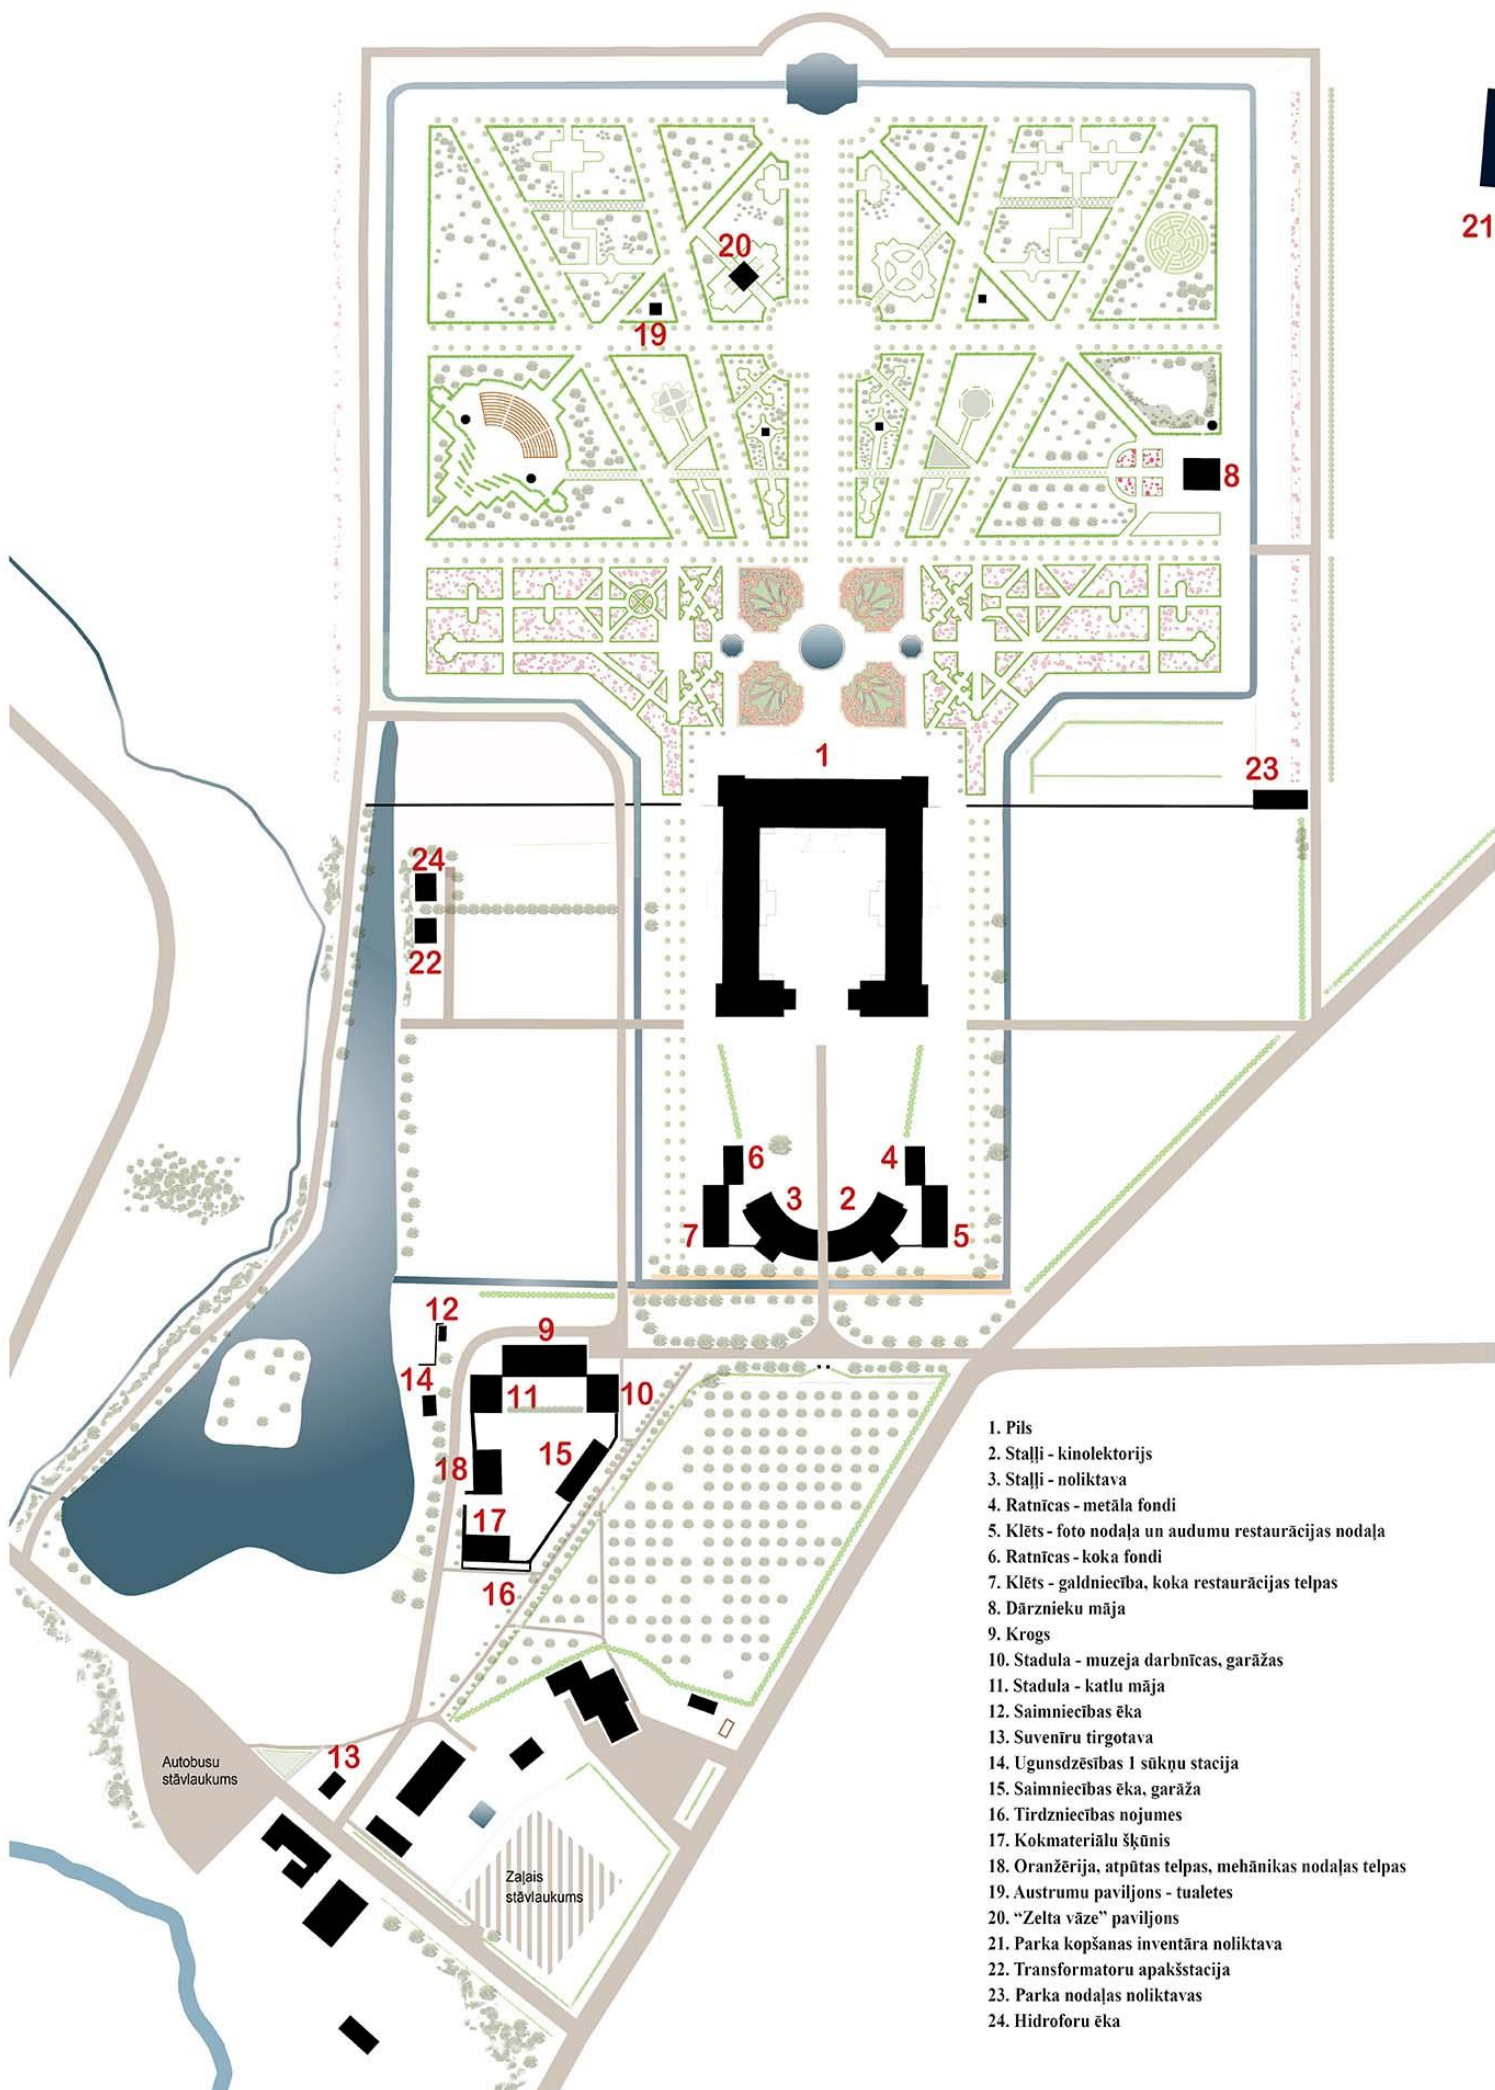 21
20
19
8
1
23
24
22
6
4
3
2
7
5
12
9
14
11
10
15
18
17
16
13
Autobusu
stāvlaukums
Zaļais
stāvlaukums
1. Pils
2. Staļļi - kinolektorijs
3. Staļļi - noliktava
4. Ratnīcas - metāla fondi
5. Klēts - foto nodaļa un audumu restaurācijas nodaļa
6. Ratnīcas - koka fondi
7. Klēts - galdniecība, koka restaurācijas telpas
8. Dārznieku māja
9. Krogs
10. Stadula - muzeja darbnīcas, garāžas
11. Stadula - katlu māja
12. Saimniecības ēka
13. Suvenīru tirgotava
14. Ugunsdzēsības 1 sūkņu stacija
15. Saimniecības ēka, garāža
16. Tirdzniecības nojumes
17. Kokmateriālu šķūnis
18. Oranžērija, atpūtas telpas, mehānikas nodaļas telpas
19. Austrumu paviljons - tualetes
20. “Zelta vāze” paviljons
21. Parka kopšanas inventāra noliktava
22. Transformatoru apakšstacija
23. Parka nodaļas noliktavas
24. Hidroforu ēka